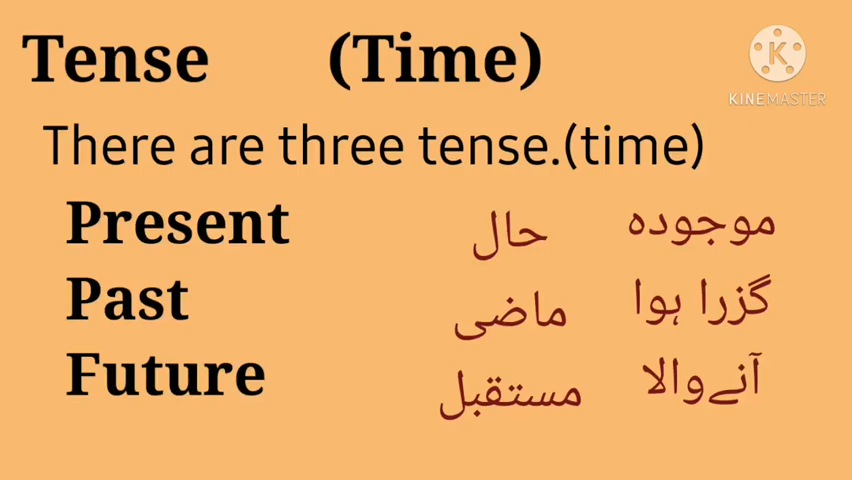 Tense (Time)
KINEMASTER
There are three tense.(time)
Present حال موجودہ
Past ماضی گزرا ہوا
Future مستقبل آنےوالا